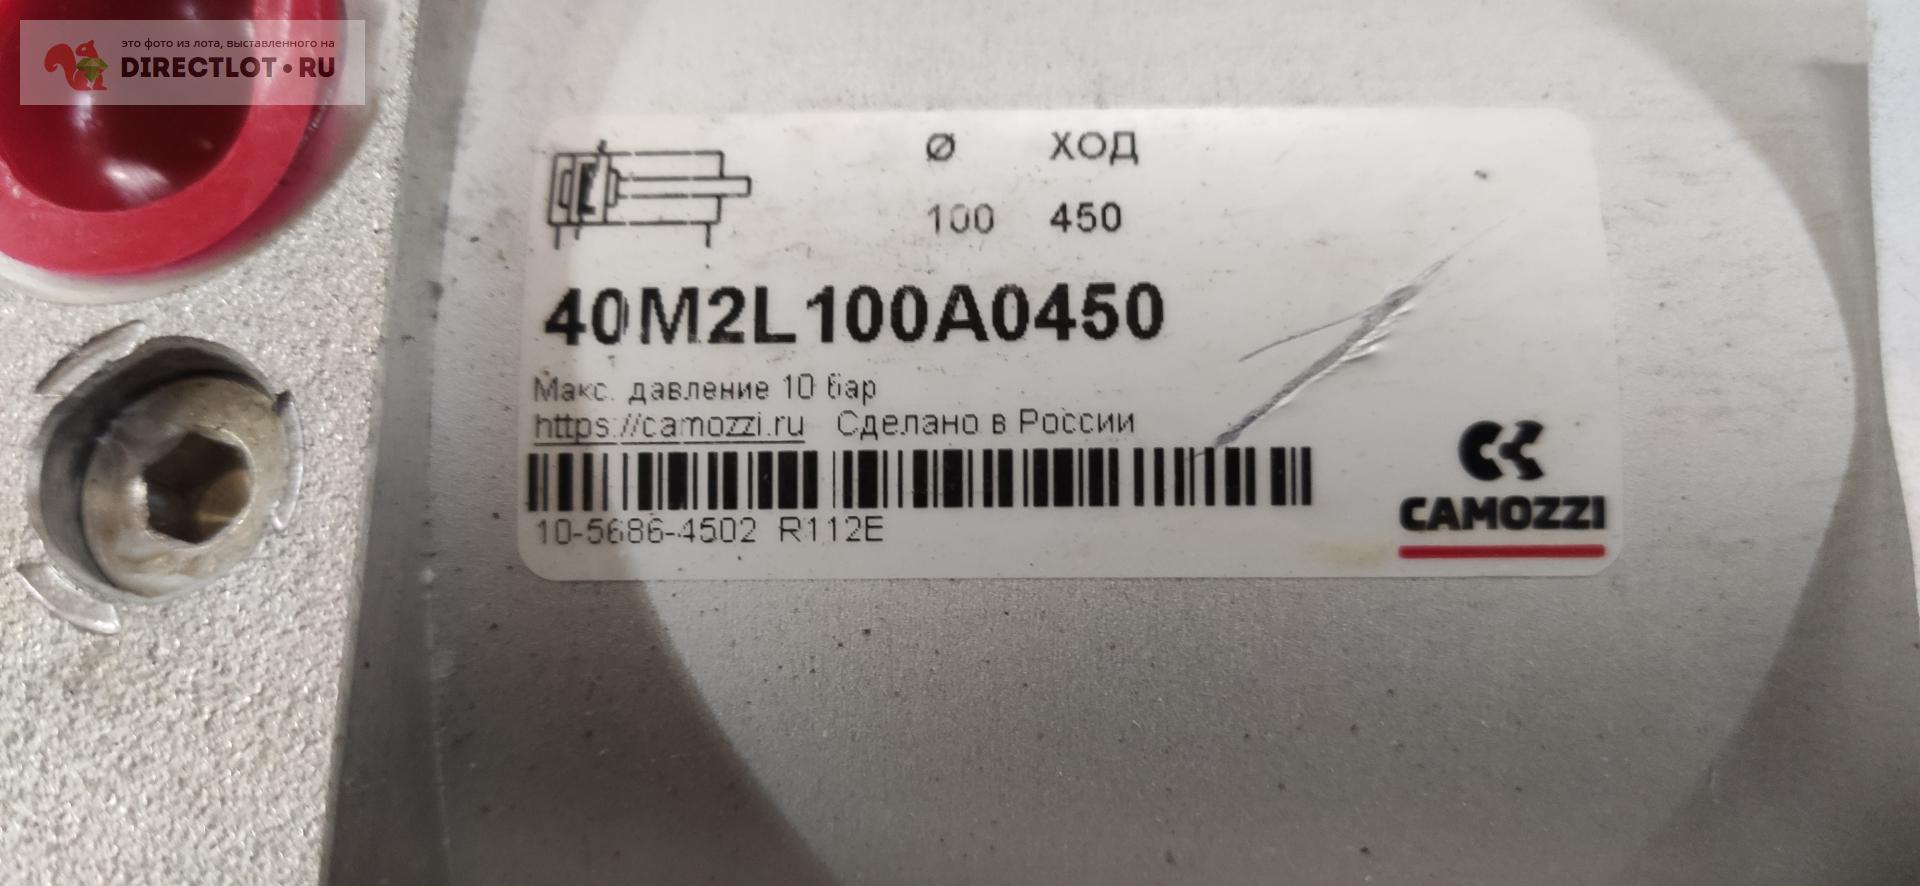 это фото из лота, выставленного на
DIRECTLOT•RU
Ø ХОД
100 450
40M2L100A0450
Макс. давление 10 бар
https://camozzi.ru Сделано в России
10-5686-4502 R112E
CAMOZZI